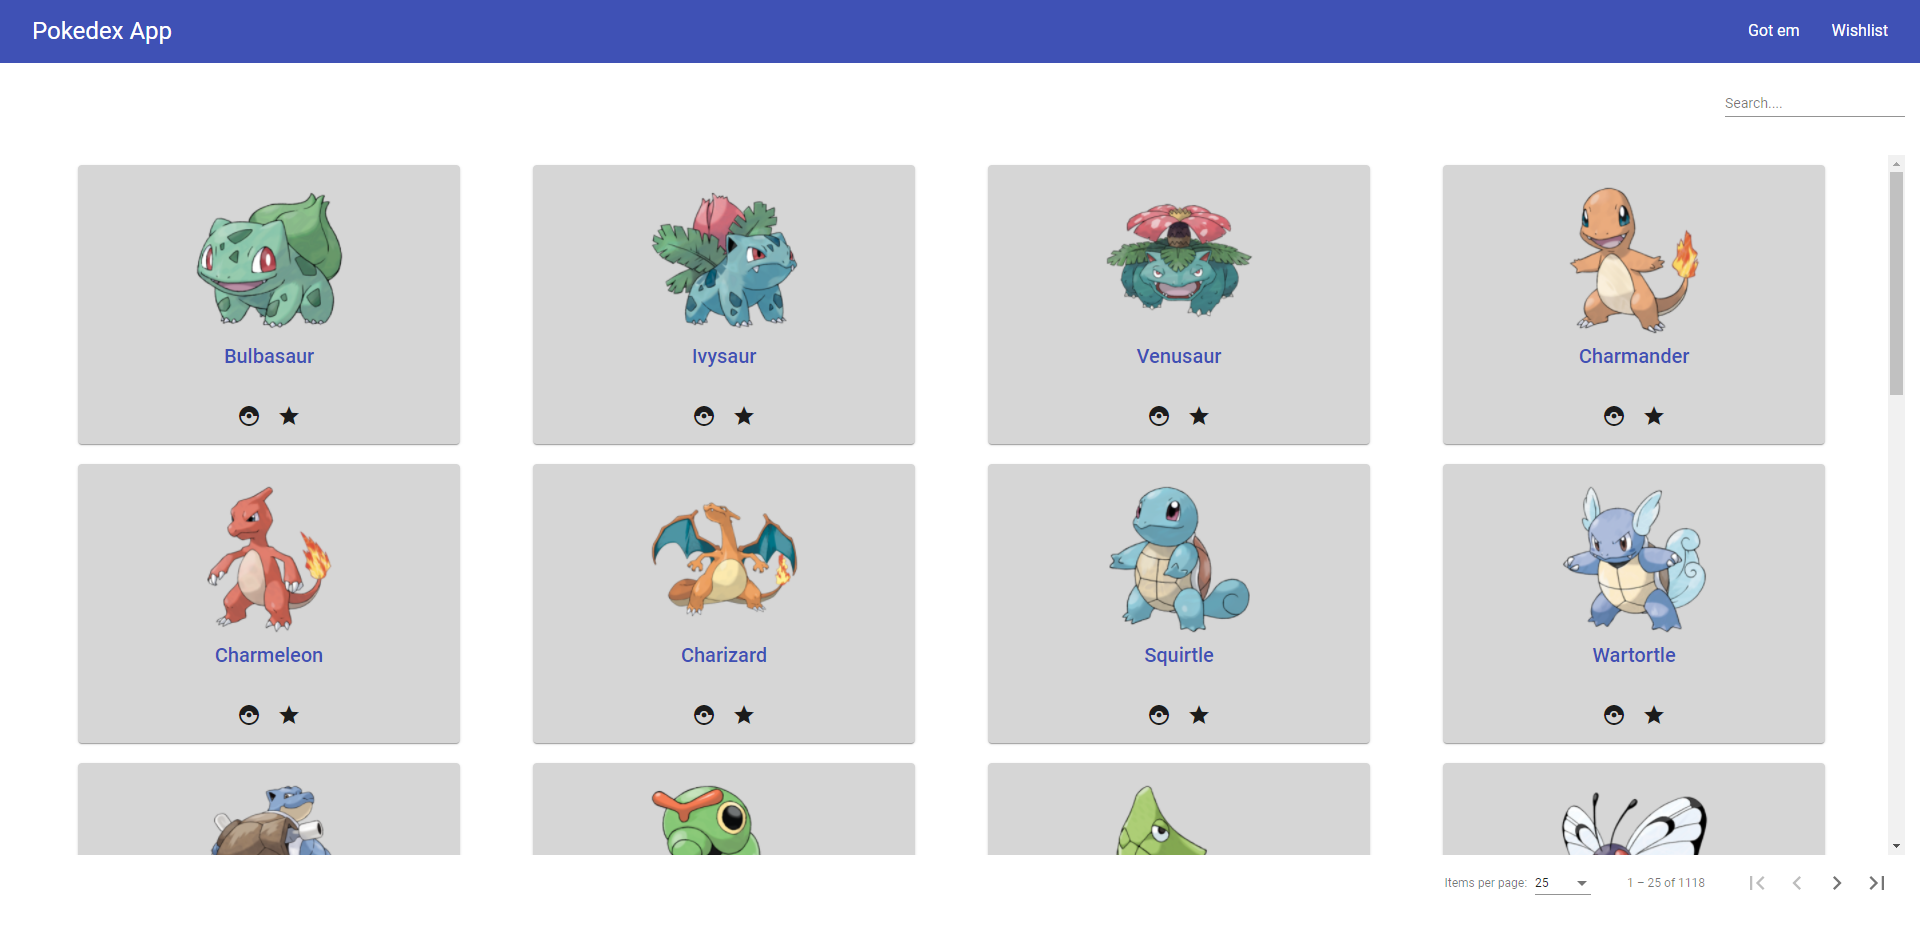 Pokedex App
Got em
Wishlist
Search....
Bulbasaur
Ivysaur
Venusaur
Charmander
Charmeleon
Charizard
Squirtle
Wartortle
Items per page: 25
1 – 25 of 1118